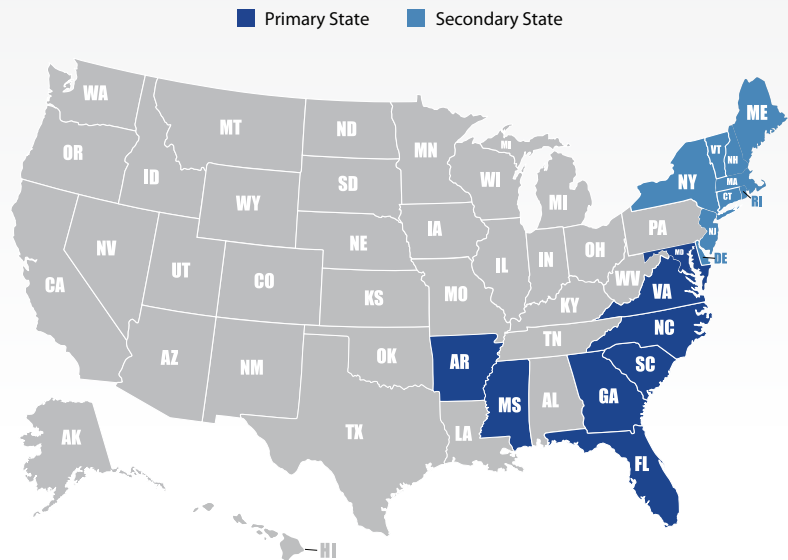 Primary State
Secondary State
WA
OR
CA
NV
ID
MT
WY
UT
AZ
CO
NM
ND
SD
NE
KS
OK
TX
MN
IA
MO
AR
LA
WI
IL
MI
MI
IN
OH
KY
TN
MS
AL
GA
FL
SC
NC
VA
WV
MD
DE
PA
NJ
NY
CT
RI
MA
VT
NH
ME
AK
HI